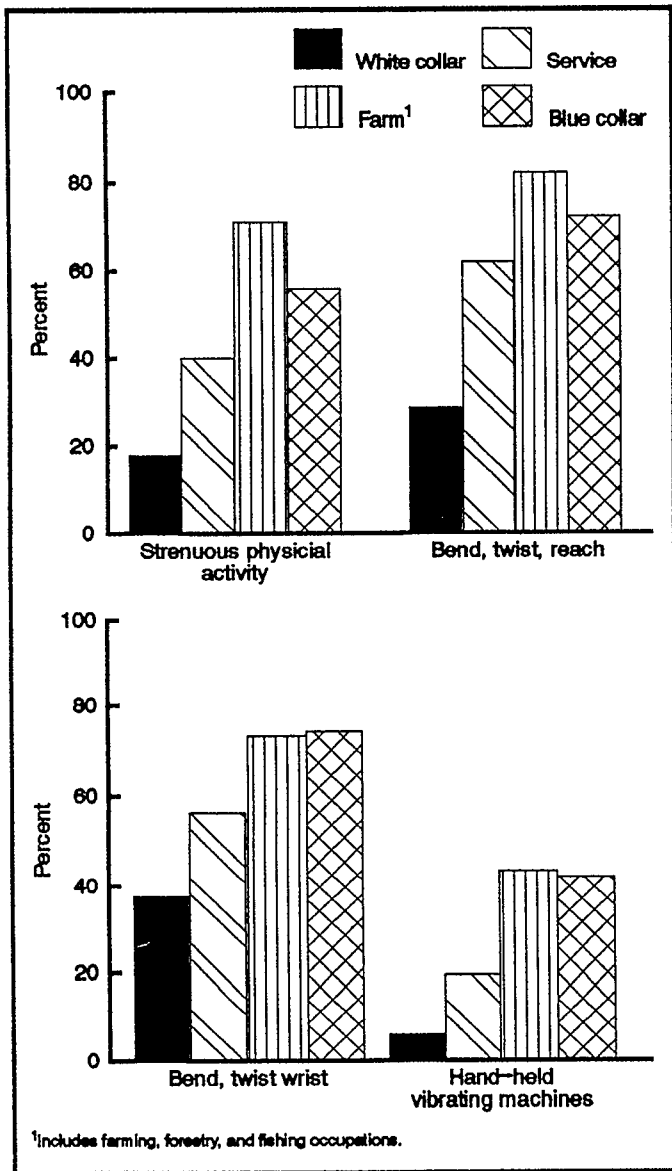 White collar
Service
Farm¹
Blue collar
Percent
100
80
60
40
20
0
Strenuous physicial
activity
Bend, twist, reach
Percent
100
80
60
40
20
0
Bend, twist wrist
Hand-held
vibrating machines
¹Includes farming, forestry, and fishing occupations.